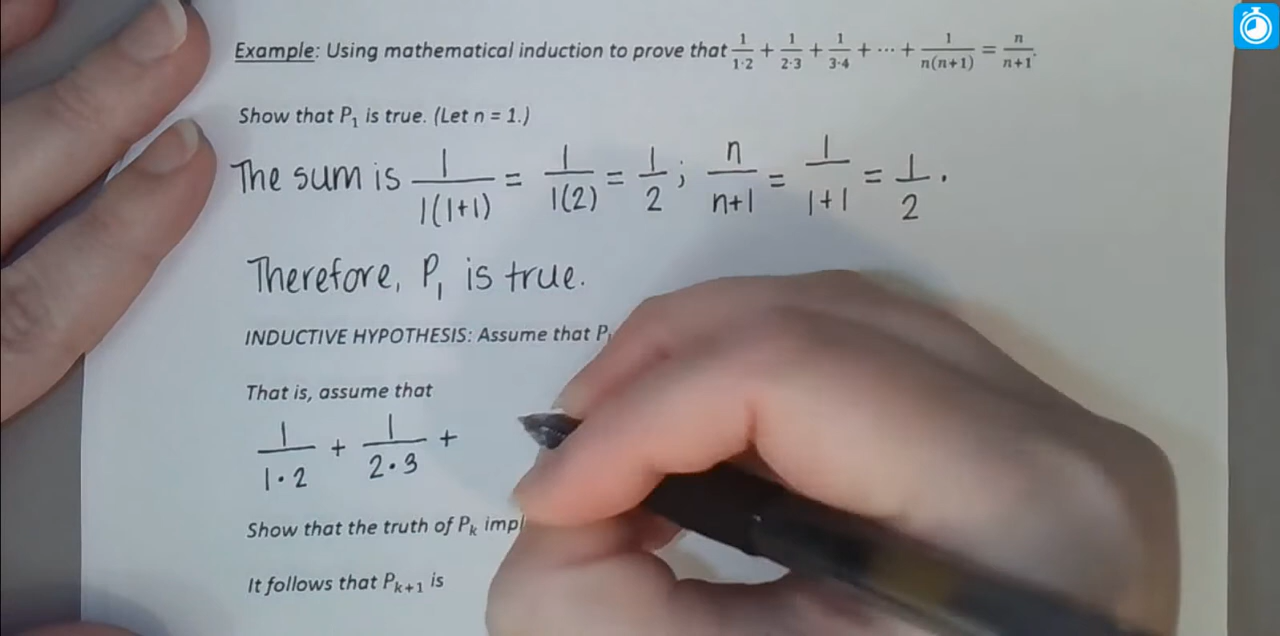 Example: Using mathematical induction to prove that 1/1·2 + 1/2·3 + 1/3·4 + ··· + 1/n(n+1) = n/n+1.
Show that P₁ is true. (Let n = 1.)
The sum is 1/1(1+1) = 1/1(2) = 1/2 ; n/n+1 = 1/1+1 = 1/2 .
Therefore, P₁ is true.
INDUCTIVE HYPOTHESIS: Assume that P
That is, assume that
1/1·2 + 1/2·3 +
Show that the truth of Pₖ impl
It follows that Pₖ₊₁ is